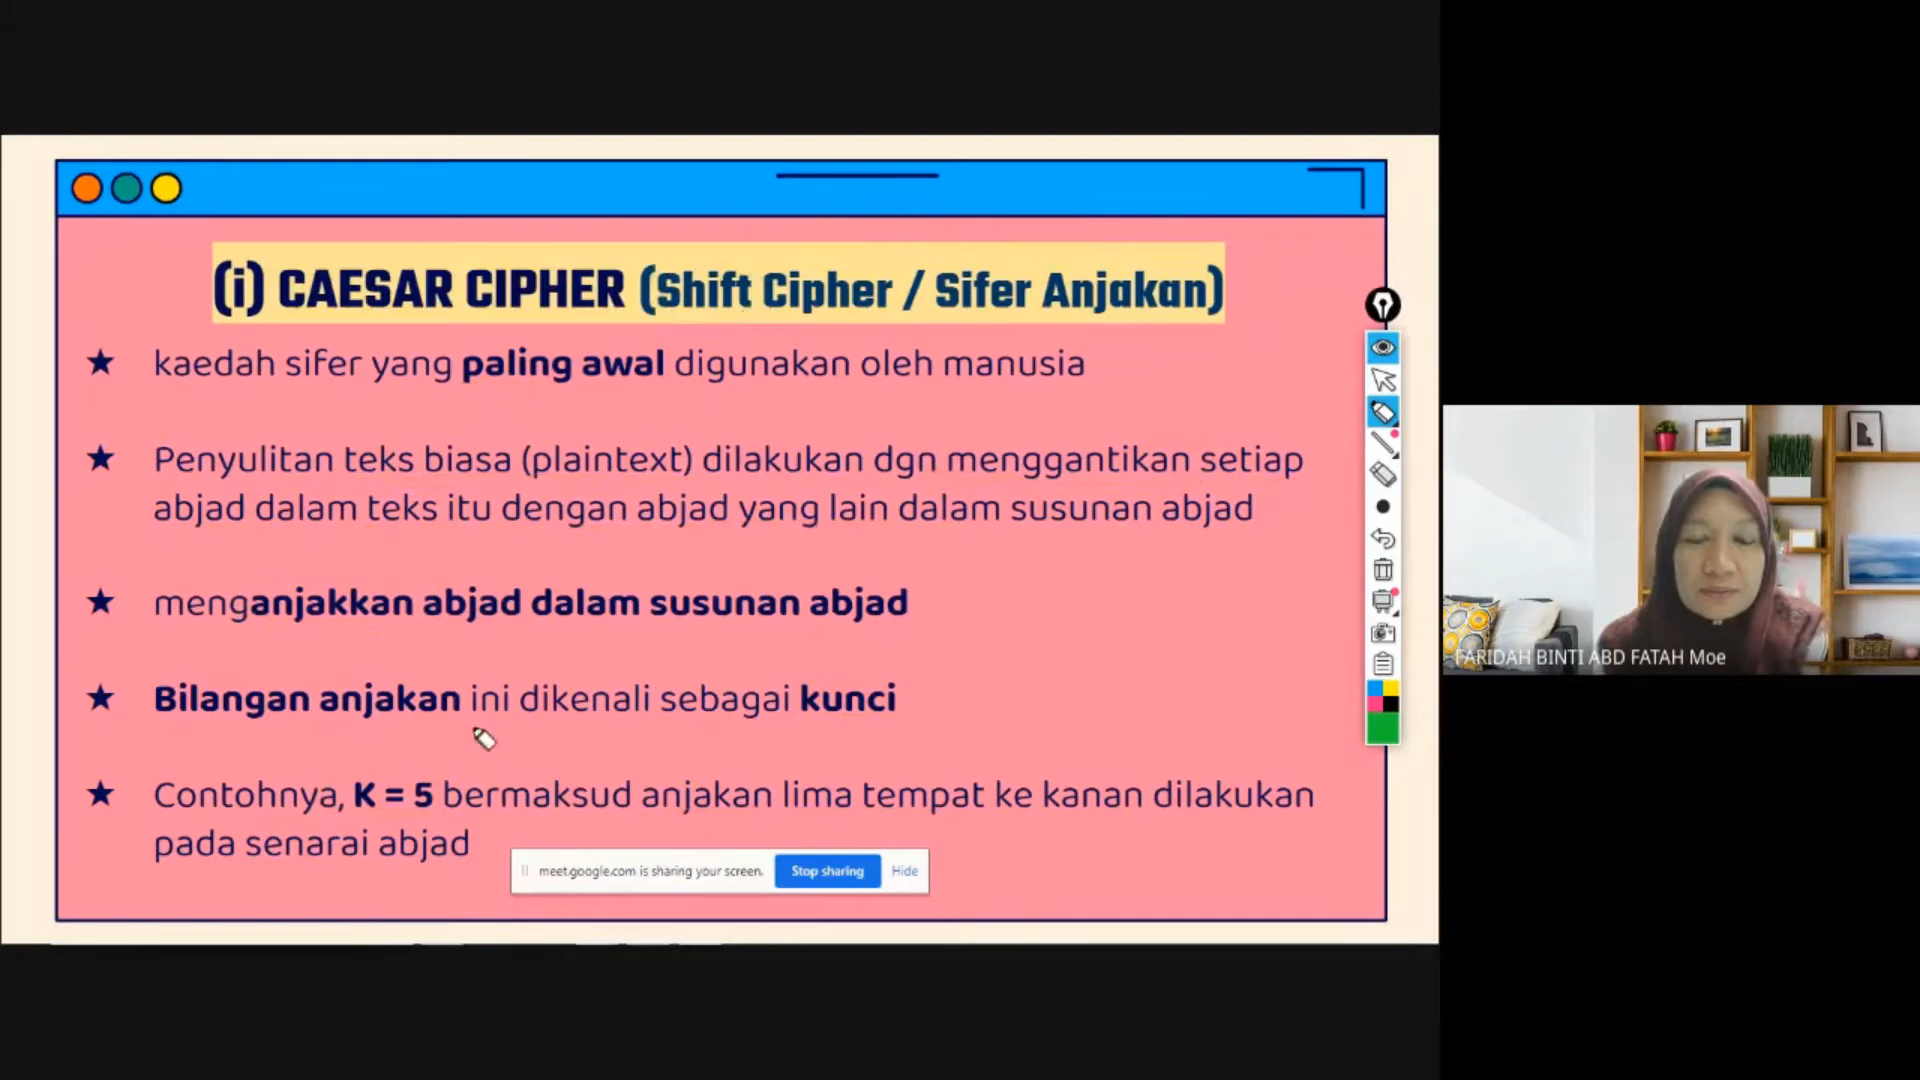 (i) CAESAR CIPHER (Shift Cipher / Sifer Anjakan)
★ kaedah sifer yang paling awal digunakan oleh manusia
★ Penyulitan teks biasa (plaintext) dilakukan dgn menggantikan setiap
abjad dalam teks itu dengan abjad yang lain dalam susunan abjad
★ menganjakkan abjad dalam susunan abjad
★ Bilangan anjakan ini dikenali sebagai kunci
★ Contohnya, K = 5 bermaksud anjakan lima tempat ke kanan dilakukan
pada senarai abjad
meet.google.com is sharing your screen. Stop sharing Hide
FARIDAH BINTI ABD FATAH Moe